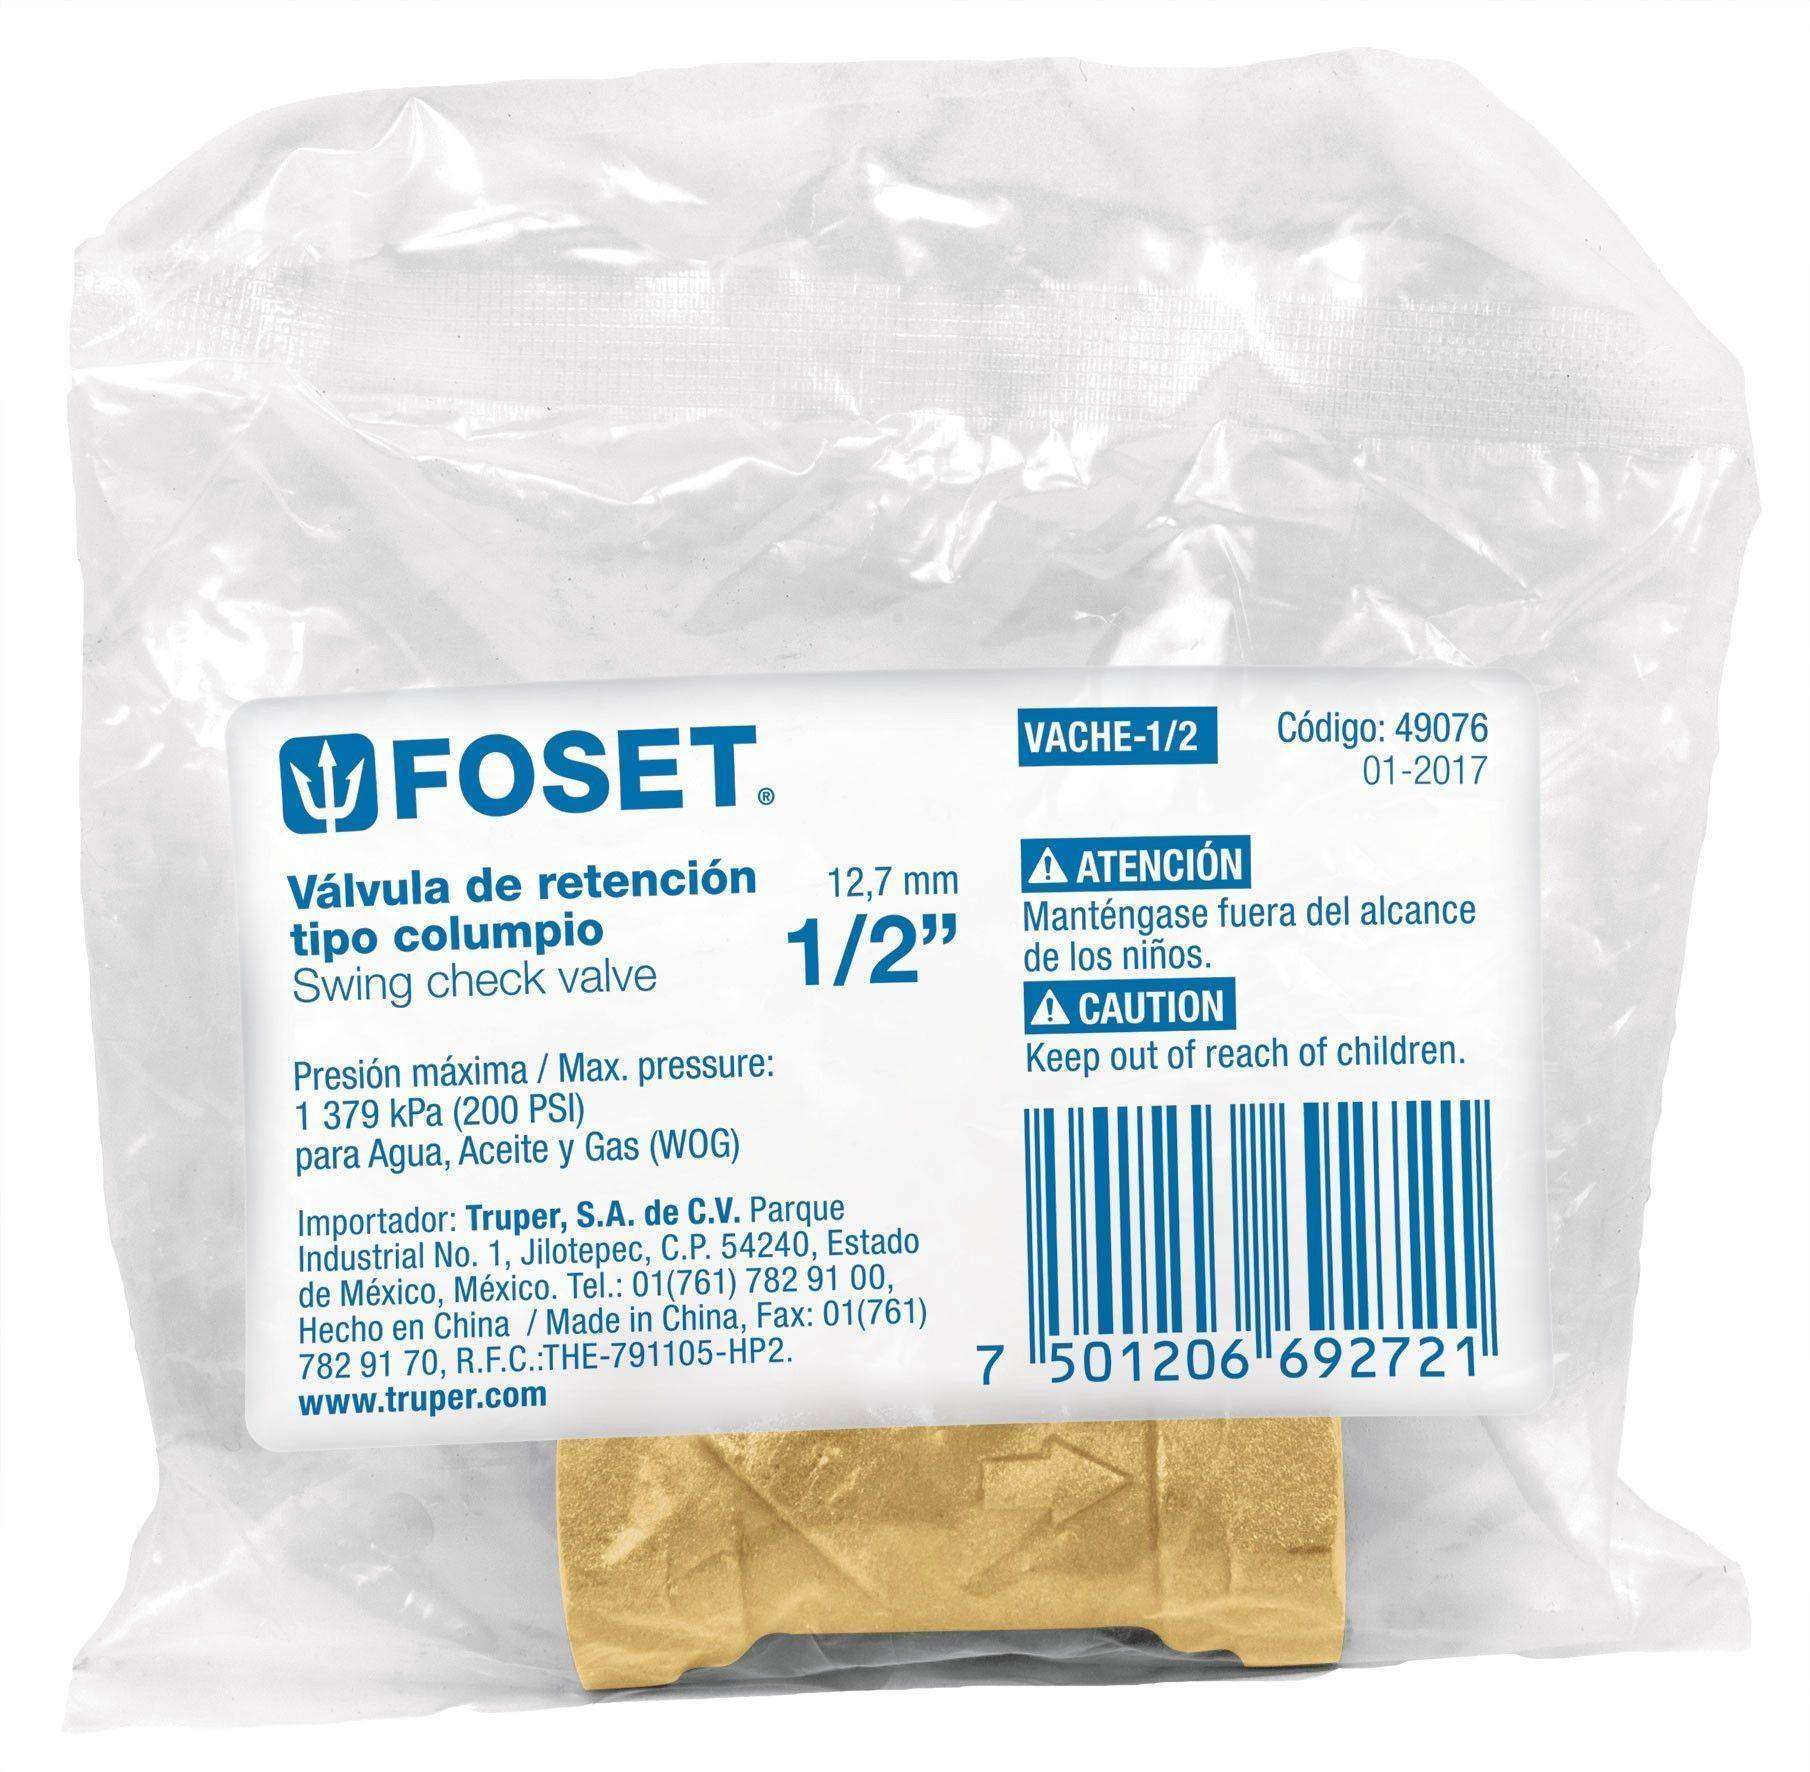 FOSET®
Válvula de retención
tipo columpio
Swing check valve
12,7 mm
1/2”
Presión máxima / Max. pressure:
1 379 kPa (200 PSI)
para Agua, Aceite y Gas (WOG)
Importador: Truper, S.A. de C.V. Parque
Industrial No. 1, Jilotepec, C.P. 54240, Estado
de México, México. Tel.: 01(761) 782 91 00,
Hecho en China / Made in China, Fax: 01(761)
782 91 70, R.F.C.:THE-791105-HP2.
www.truper.com
VACHE-1/2
Código: 49076
01-2017
ATENCIÓN
Manténgase fuera del alcance
de los niños.
CAUTION
Keep out of reach of children.
7 501206 692721